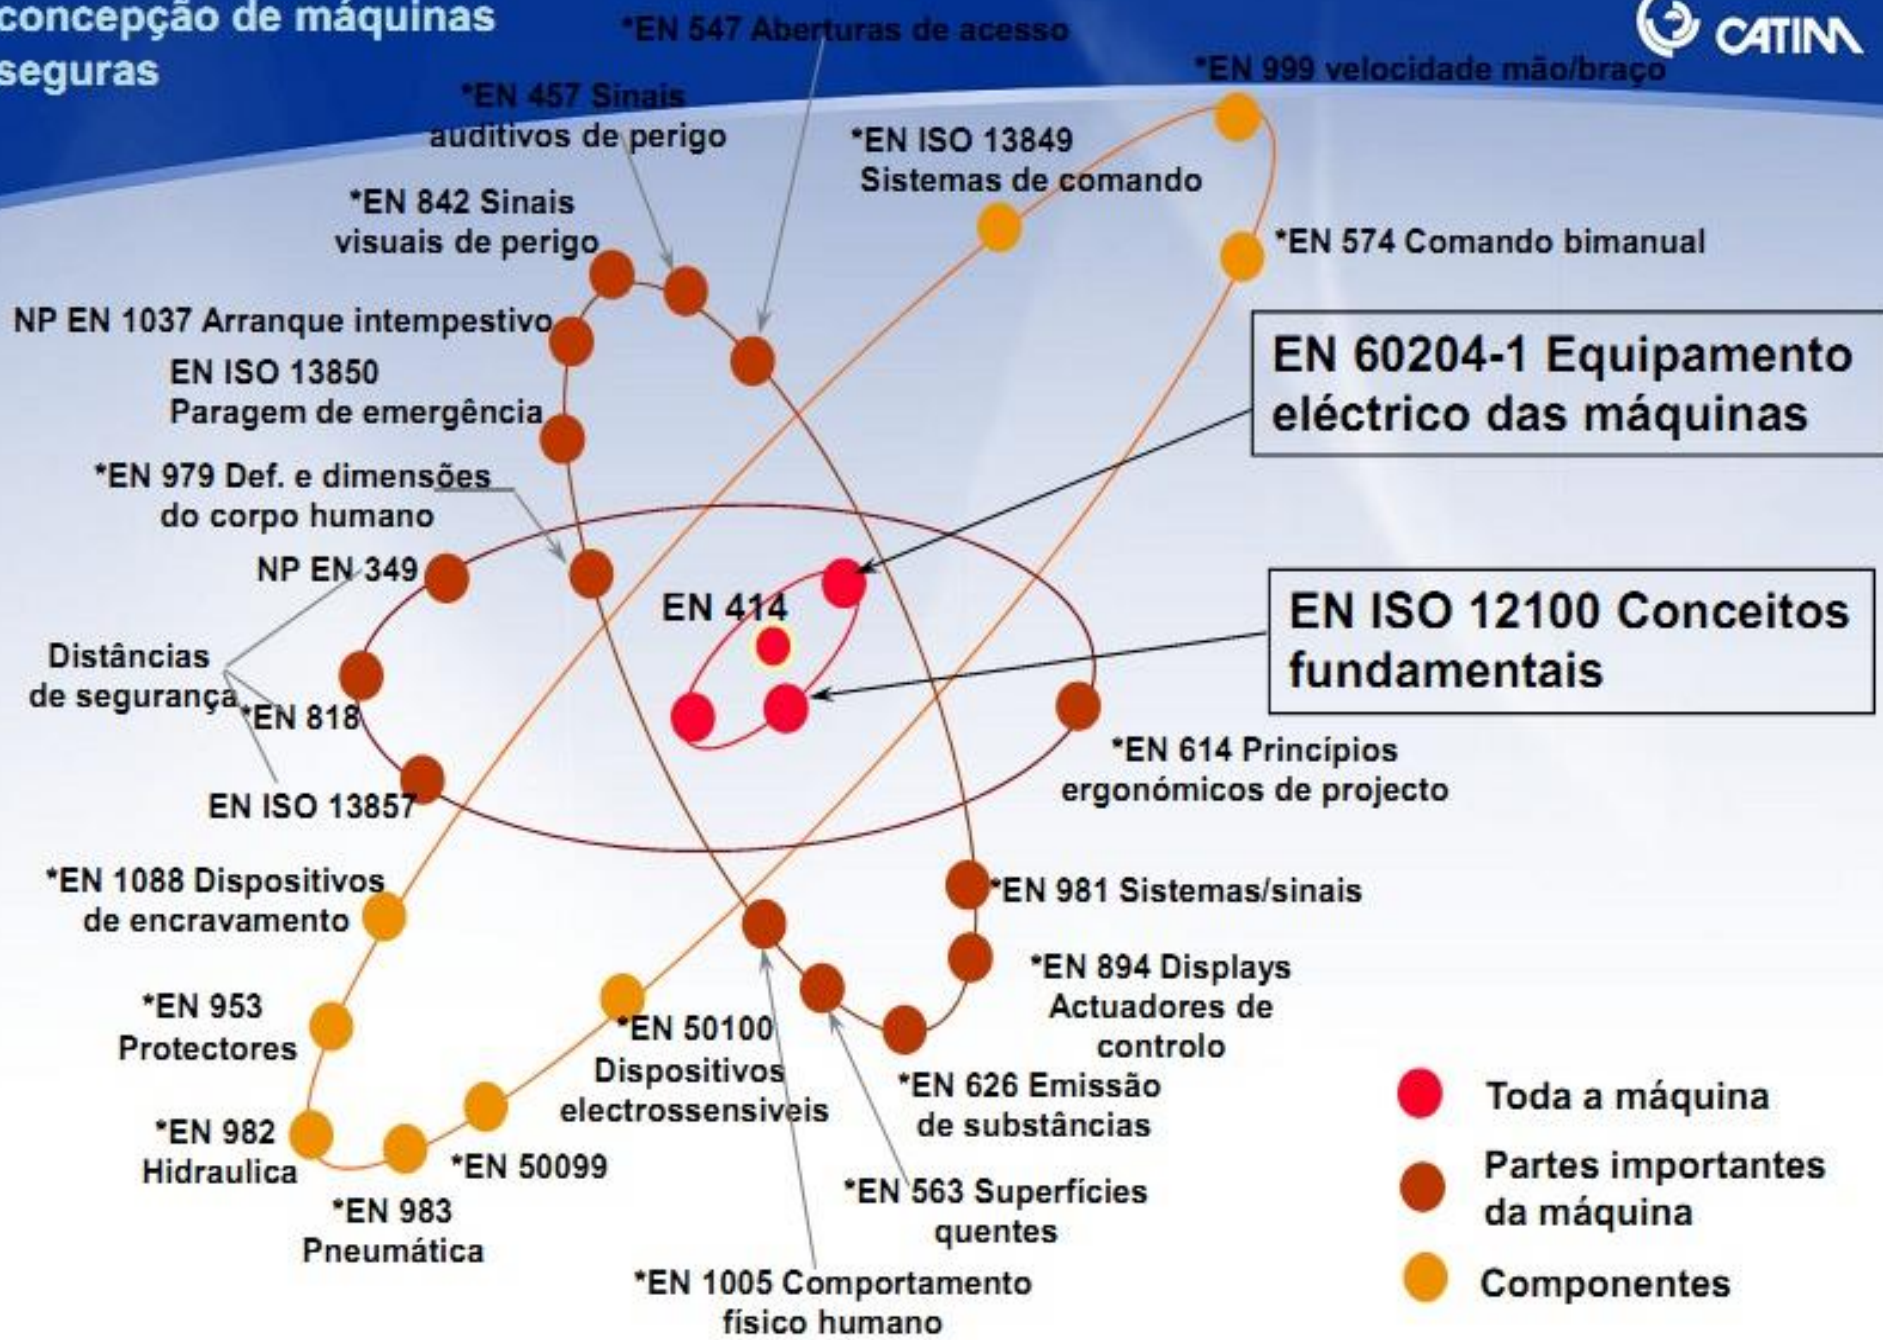 concepção de máquinas
seguras
CATIM
*EN 547 Aberturas de acesso
*EN 999 velocidade mão/braço
*EN 457 Sinais
auditivos de perigo
*EN ISO 13849
Sistemas de comando
*EN 842 Sinais
visuais de perigo
*EN 574 Comando bimanual
NP EN 1037 Arranque intempestivo
EN ISO 13850
Paragem de emergência
EN 60204-1 Equipamento
eléctrico das máquinas
*EN 979 Def. e dimensões
do corpo humano
NP EN 349
EN 414
EN ISO 12100 Conceitos
fundamentais
Distâncias
de segurança
*EN 818
EN ISO 13857
*EN 614 Princípios
ergonómicos de projecto
*EN 1088 Dispositivos
de encravamento
*EN 981 Sistemas/sinais
*EN 894 Displays
Actuadores de
controlo
*EN 953
Protectores
*EN 50100
Dispositivos
electrossensiveis
*EN 626 Emissão
de substâncias
*EN 982
Hidraulica
*EN 50099
*EN 983
Pneumática
*EN 563 Superfícies
quentes
*EN 1005 Comportamento
físico humano
Toda a máquina
Partes importantes
da máquina
Componentes